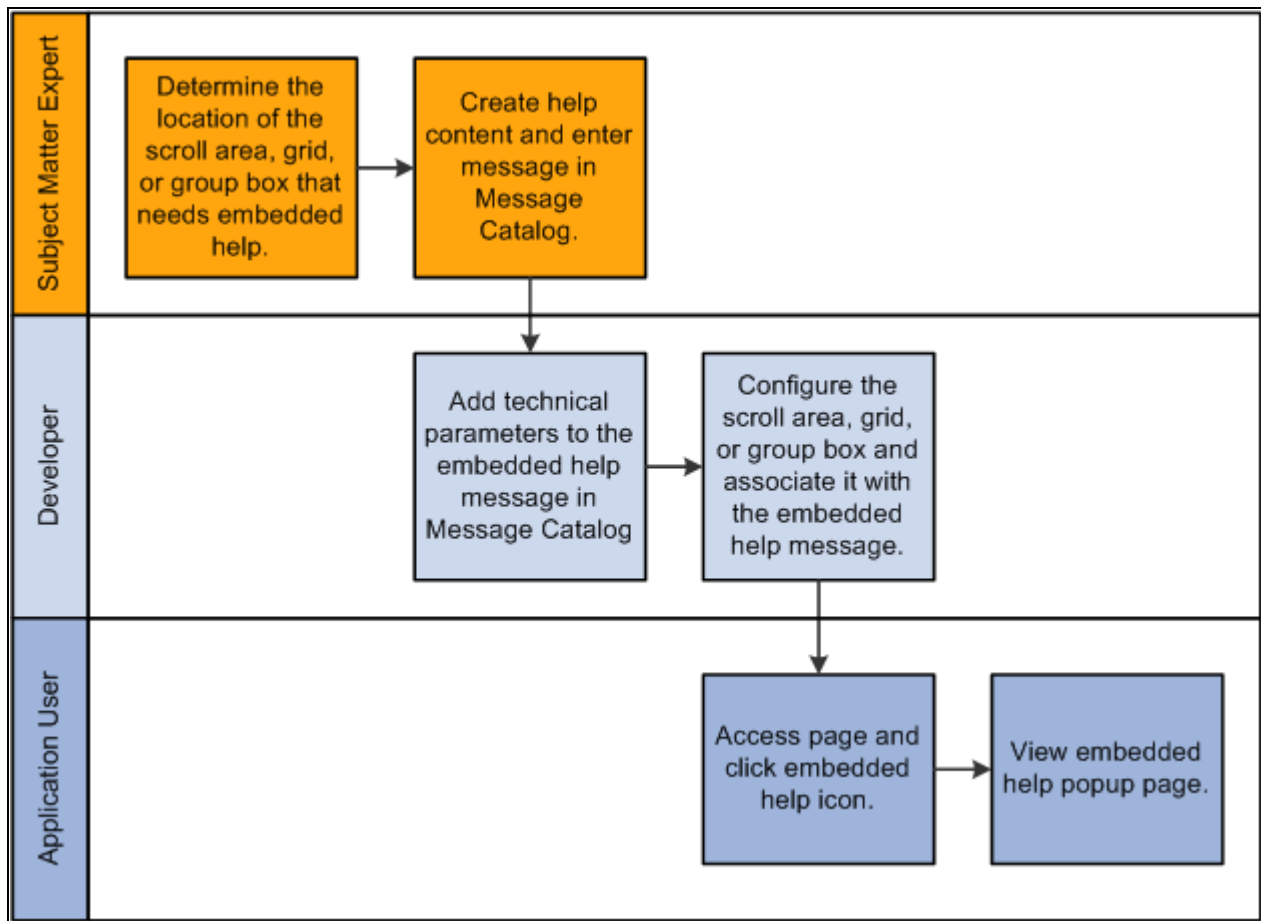 Subject Matter Expert
Determine the
location of the
scroll area, grid,
or group box that
needs embedded
help.
Create help
content and enter
message in
Message
Catalog.
Developer
Add technical
parameters to the
embedded help
message in
Message Catalog
Configure the
scroll area, grid,
or group box and
associate it with
the embedded
help message.
Application User
Access page and
click embedded
help icon.
View embedded
help popup page.